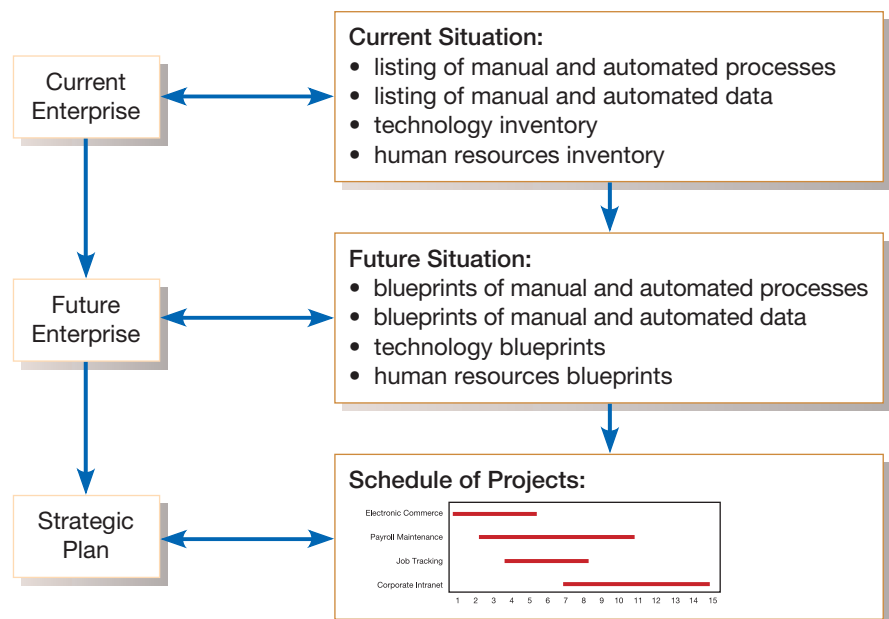 Current
Enterprise
Current Situation:
• listing of manual and automated processes
• listing of manual and automated data
• technology inventory
• human resources inventory
Future
Enterprise
Future Situation:
• blueprints of manual and automated processes
• blueprints of manual and automated data
• technology blueprints
• human resources blueprints
Strategic
Plan
Schedule of Projects:
Electronic Commerce
Payroll Maintenance
Job Tracking
Corporate Intranet
1 2 3 4 5 6 7 8 9 10 11 12 13 14 15